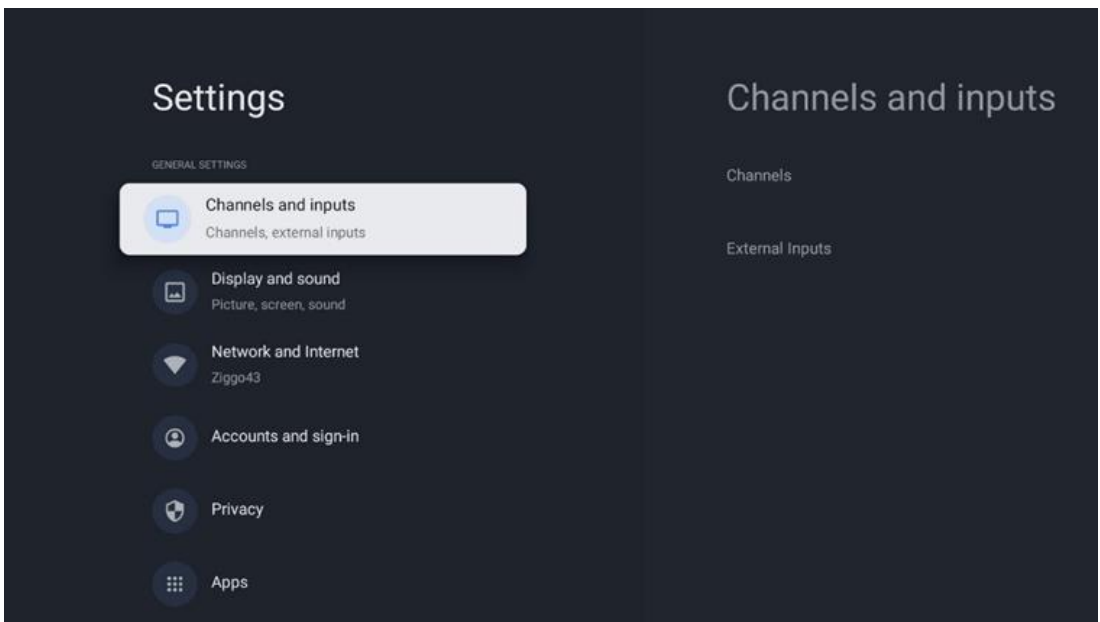 Settings
GENERAL SETTINGS
Channels and inputs
Channels, external inputs
Display and sound
Picture, screen, sound
Network and Internet
Ziggo43
Accounts and sign-in
Privacy
Apps
Channels and inputs
Channels
External Inputs